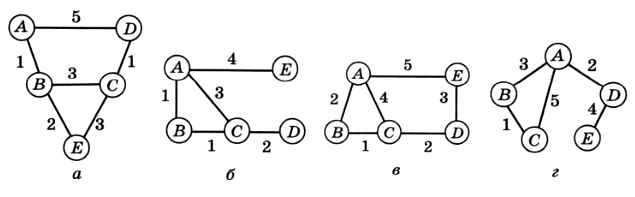 A 5 D
1 1
B 3 C
2 3
E
а
A 4 E
1 3
B 1 C 2 D
б
A 5 E
2 4 3
B 1 C 2 D
в
A
3 2
B 5 D
1 4
C E
г